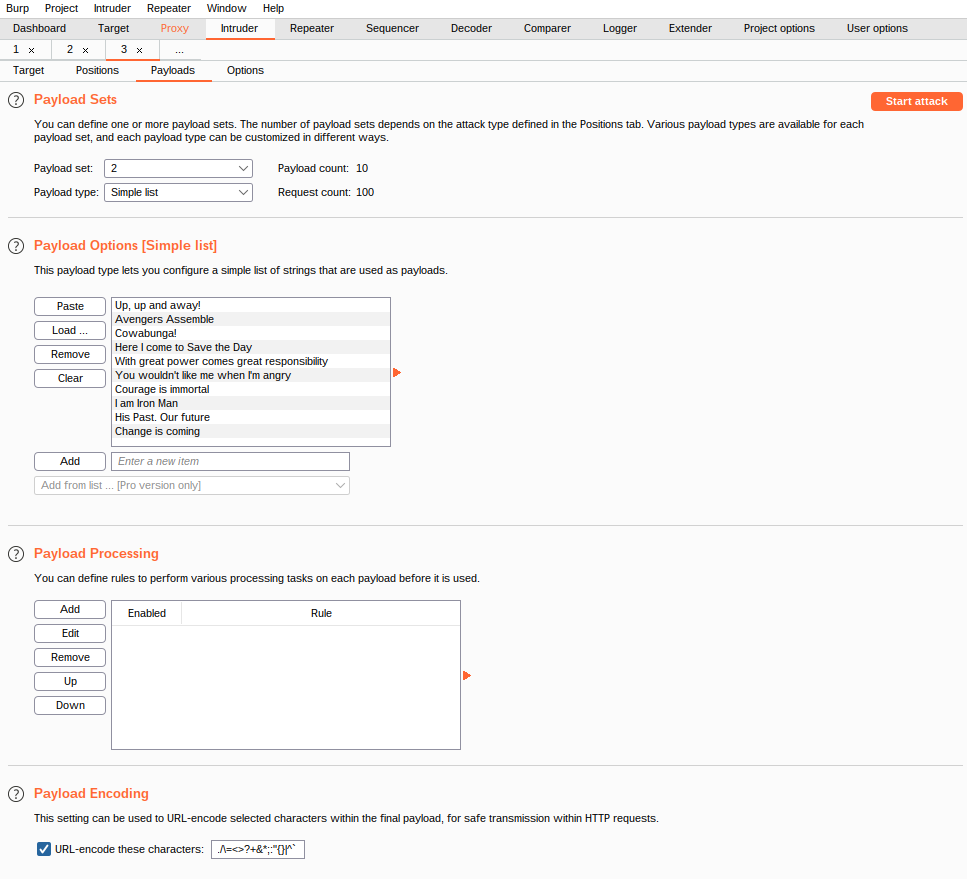 Burp Project Intruder Repeater Window Help
Dashboard Target Proxy Intruder Repeater Sequencer Decoder Comparer Logger Extender Project options User options
1 × 2 × 3 × ...
Target Positions Payloads Options
? Payload Sets Start attack
You can define one or more payload sets. The number of payload sets depends on the attack type defined in the Positions tab. Various payload types are available for each
payload set, and each payload type can be customized in different ways.
Payload set: 2 Payload count: 10
Payload type: Simple list Request count: 100
? Payload Options [Simple list]
This payload type lets you configure a simple list of strings that are used as payloads.
Paste
Load ...
Remove
Clear
Up, up and away!
Avengers Assemble
Cowabunga!
Here I come to Save the Day
With great power comes great responsibility
You wouldn't like me when I'm angry
Courage is immortal
I am Iron Man
His Past. Our future
Change is coming
Add Enter a new item
Add from list ... [Pro version only]
? Payload Processing
You can define rules to perform various processing tasks on each payload before it is used.
Add
Edit
Remove
Up
Down
Enabled Rule
? Payload Encoding
This setting can be used to URL-encode selected characters within the final payload, for safe transmission within HTTP requests.
URL-encode these characters: ./\=<>?+&*;:"{}|^`